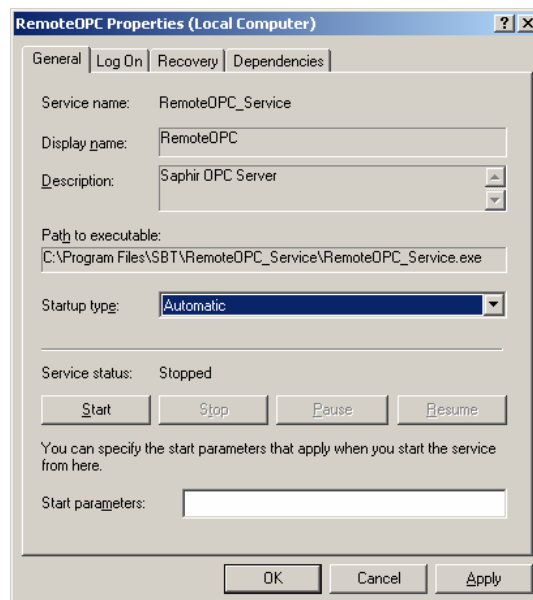 RemoteOPC Properties (Local Computer)
General Log On Recovery Dependencies
Service name: RemoteOPC_Service
Display name: RemoteOPC
Description: Saphir OPC Server
Path to executable:
C:\Program Files\SBT\RemoteOPC_Service\RemoteOPC_Service.exe
Startup type: Automatic
Service status: Stopped
Start Stop Pause Resume
You can specify the start parameters that apply when you start the service
from here.
Start parameters:
OK Cancel Apply